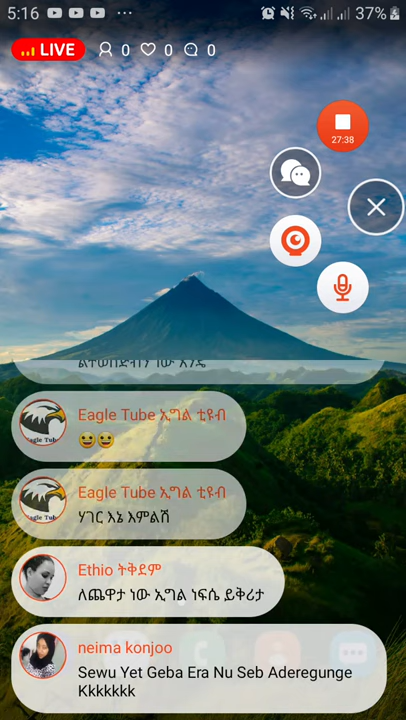 5:16
37%
LIVE 0 0 0
27:38
Eagle Tube ኢግል ቲዩብ
😀😀
Eagle Tube ኢግል ቲዩብ
ሃገር እኔ እምልሽ
Ethio ትቅደም
ለጨዋታ ነው ኢግል ነፍሴ ይቅሪታ
neima konjoo
Sewu Yet Geba Era Nu Seb Aderegunge
Kkkkkkk